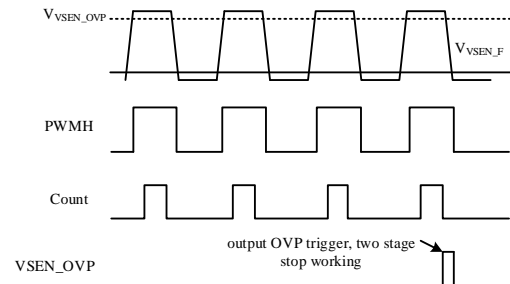 VVSEN_OVP
VVSEN_F
PWMH
Count
output OVP trigger, two stage
stop working
VSEN_OVP